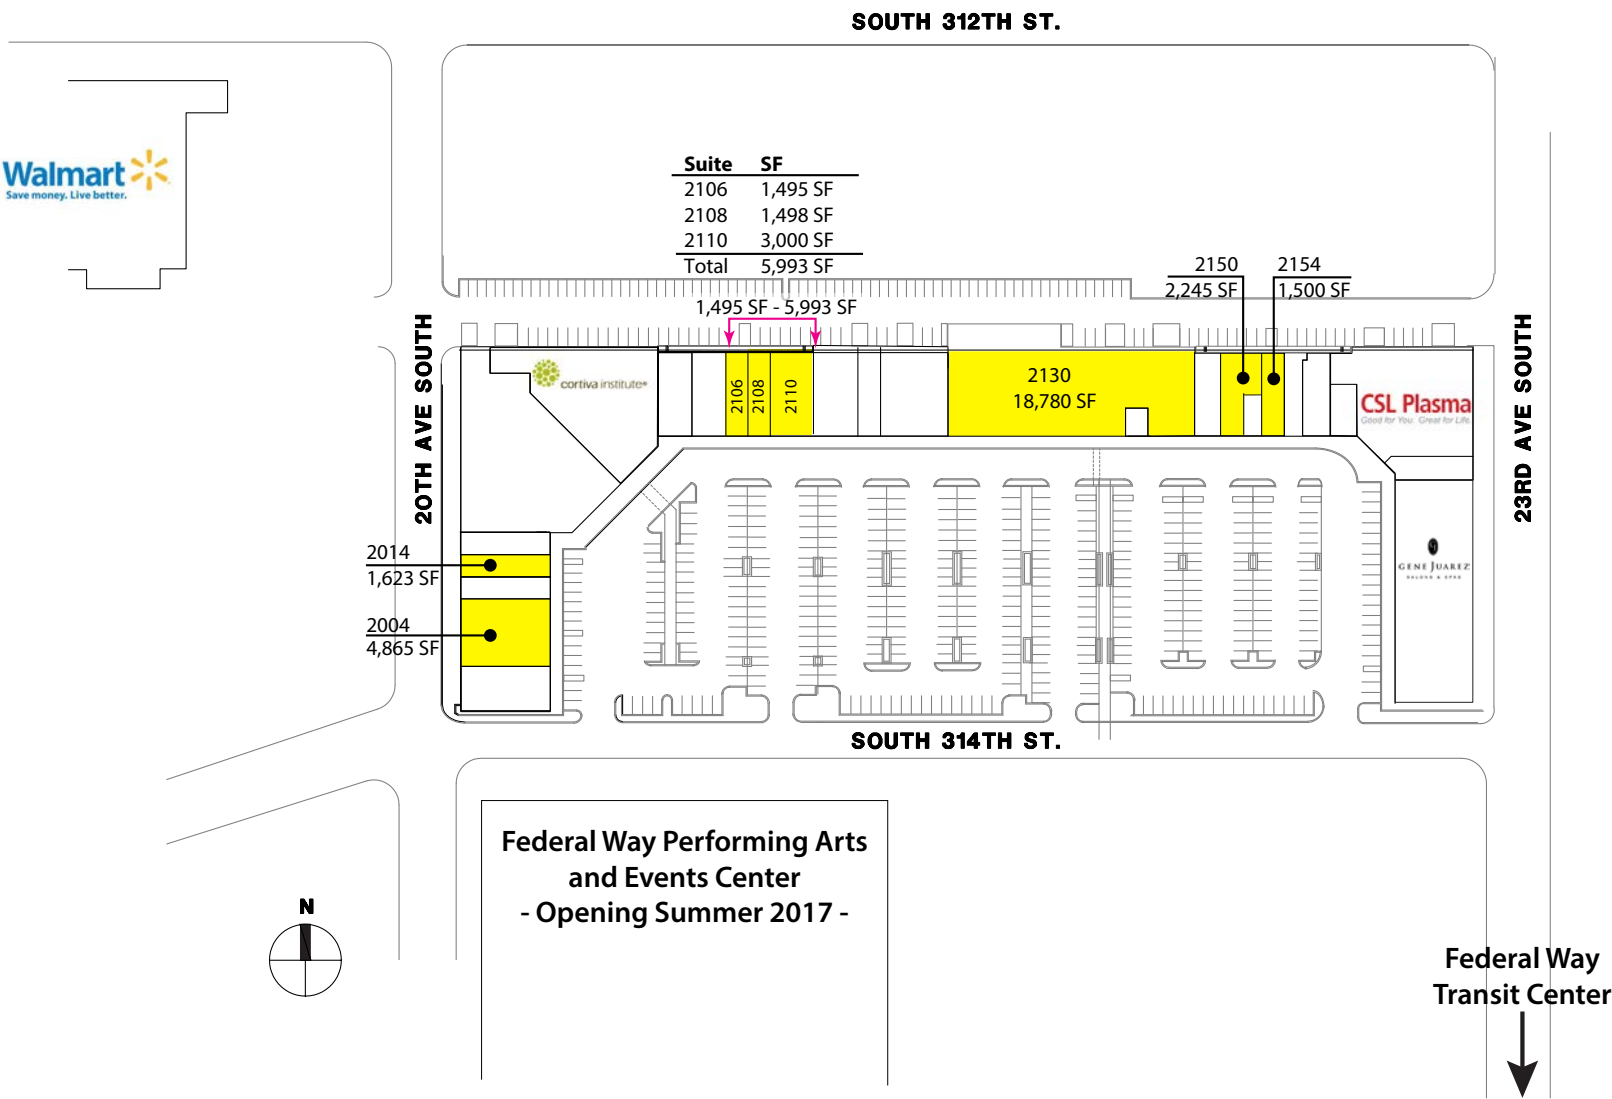 SOUTH 312TH ST.
Walmart
Save money. Live better.
Suite SF
2106 1,495 SF
2108 1,498 SF
2110 3,000 SF
Total 5,993 SF
1,495 SF - 5,993 SF
2150
2,245 SF
2154
1,500 SF
20TH AVE SOUTH
23RD AVE SOUTH
cortiva institute®
2106
2108
2110
2130
18,780 SF
CSL Plasma
Good for You. Great for Life.
2014
1,623 SF
2004
4,865 SF
GENE JUAREZ
SALONS & SPAS
SOUTH 314TH ST.
Federal Way Performing Arts
and Events Center
- Opening Summer 2017 -
N
Federal Way
Transit Center